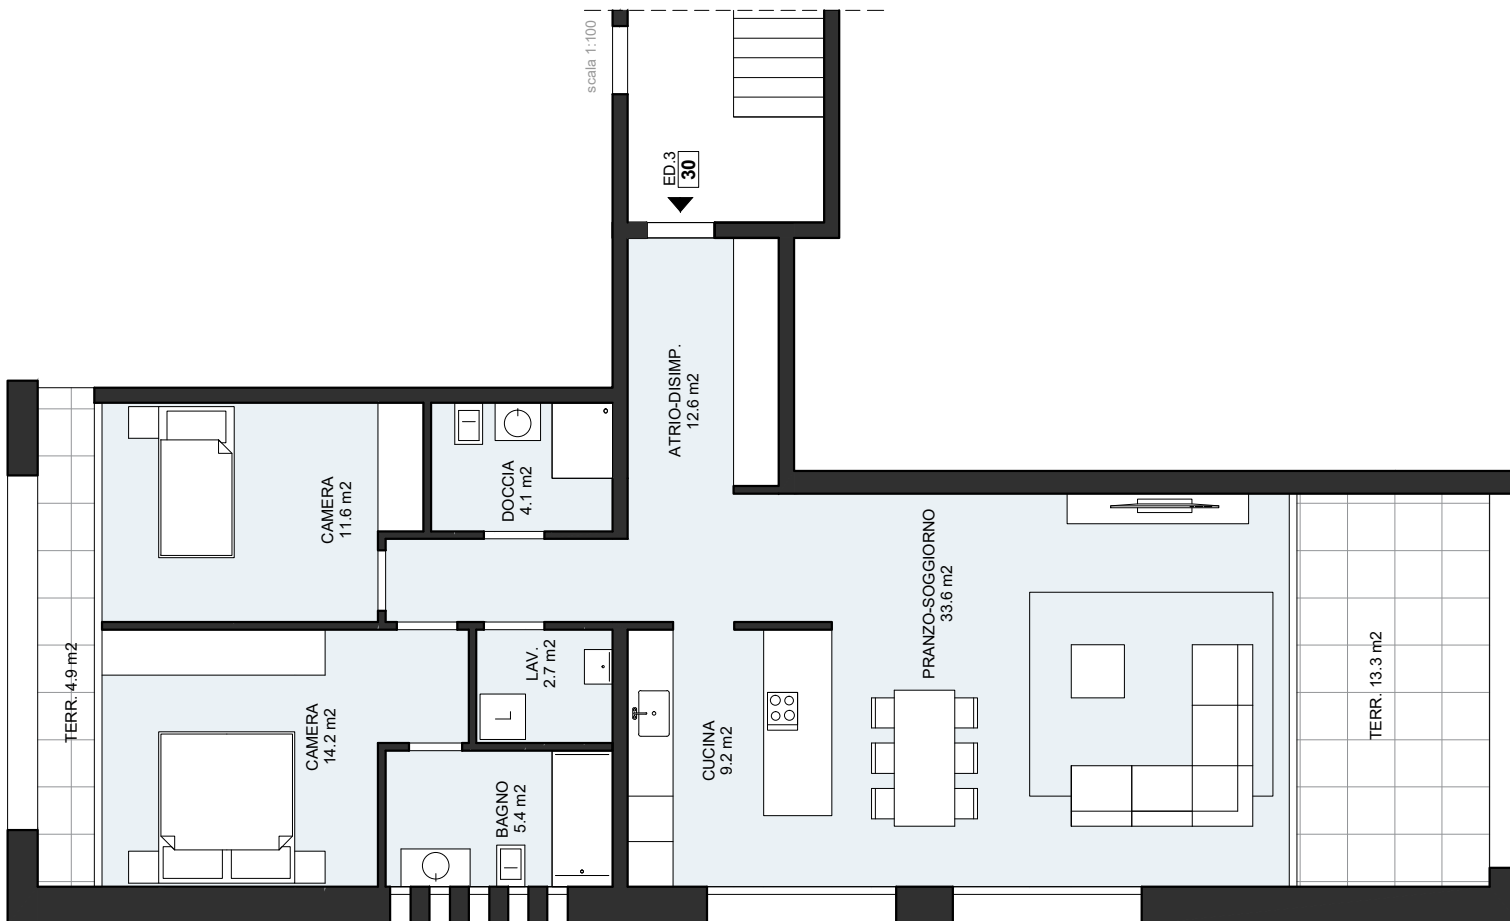 scala 1:100
ED.3
30
ATRIO-DISIMP.
12.6 m2
CAMERA
11.6 m2
DOCCIA
4.1 m2
PRANZO-SOGGIORNO
33.6 m2
TERR. 4.9 m2
CAMERA
14.2 m2
LAV.
2.7 m2
L
CUCINA
9.2 m2
TERR. 13.3 m2
BAGNO
5.4 m2